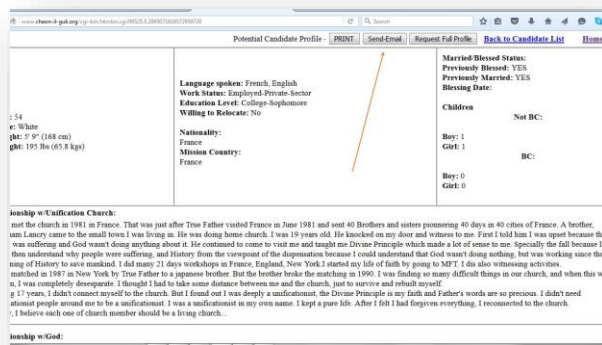 Search
Potential Candidate Profile - PRINT Send-Email Request Full Profile Back to Candidate List Home
: 54
e: White
ght: 5' 9" (168 cm)
ght: 195 lbs (65.8 kgs)
Language spoken: French, English
Work Status: Employed-Private-Sector
Education Level: College-Sophomore
Willing to Relocate: No
Nationality:
France
Mission Country:
France
Married/Blessed Status:
Previously Blessed: YES
Previously Married: YES
Blessing Date:
Children
Not BC:
Boy: 1
Girl: 1
BC:
Boy: 0
Girl: 0
ionship w/Unification Church:
met the church in 1981 in France. That was just after True Father visited France in June 1981 and sent 40 Brothers and sisters pionnering 40 days in 40 cities of France. A brother,
um Lancry came to the small town I was living in. He was doing home church. I was 19 years old. He knocked on my door and witness to me. First I told him I was upset because th
was suffering and God wasn't doing anything about it. He continued to come to visit me and taught me Divine Principle which made a lot of sense to me. Specially the fall because I
then understand why people were suffering, and History from the viewpoint of the dispensation because I could understand that God wasn't doing nothing, but was working since the
ning of History to save mankind. I did many 21 days workshops in France, England, New York.I started my life of faith by going to MFT. I dis also witnessing activities.
matched in 1987 in New York by True Father to a japanese brother. But the brother broke the matching in 1990. I was finding so many difficult things in our church, and when this w
n, I was completely desesparate. I thought I had to take some distance between me and the church, just to survive and rebuilt myself.
g 17 years, I didn't connect myself to the church. But I found out I was deeply a unificationist, the Divine Principle is my faith and Father's words are so precious. I didn't need
ationist people around me to be a unificationist. I was a unificationist in my own name. I kept a pure life. After I felt I had forgiven everything, I reconnected to the church.
, I believe each one of church member should be a living church...
ionship w/God: